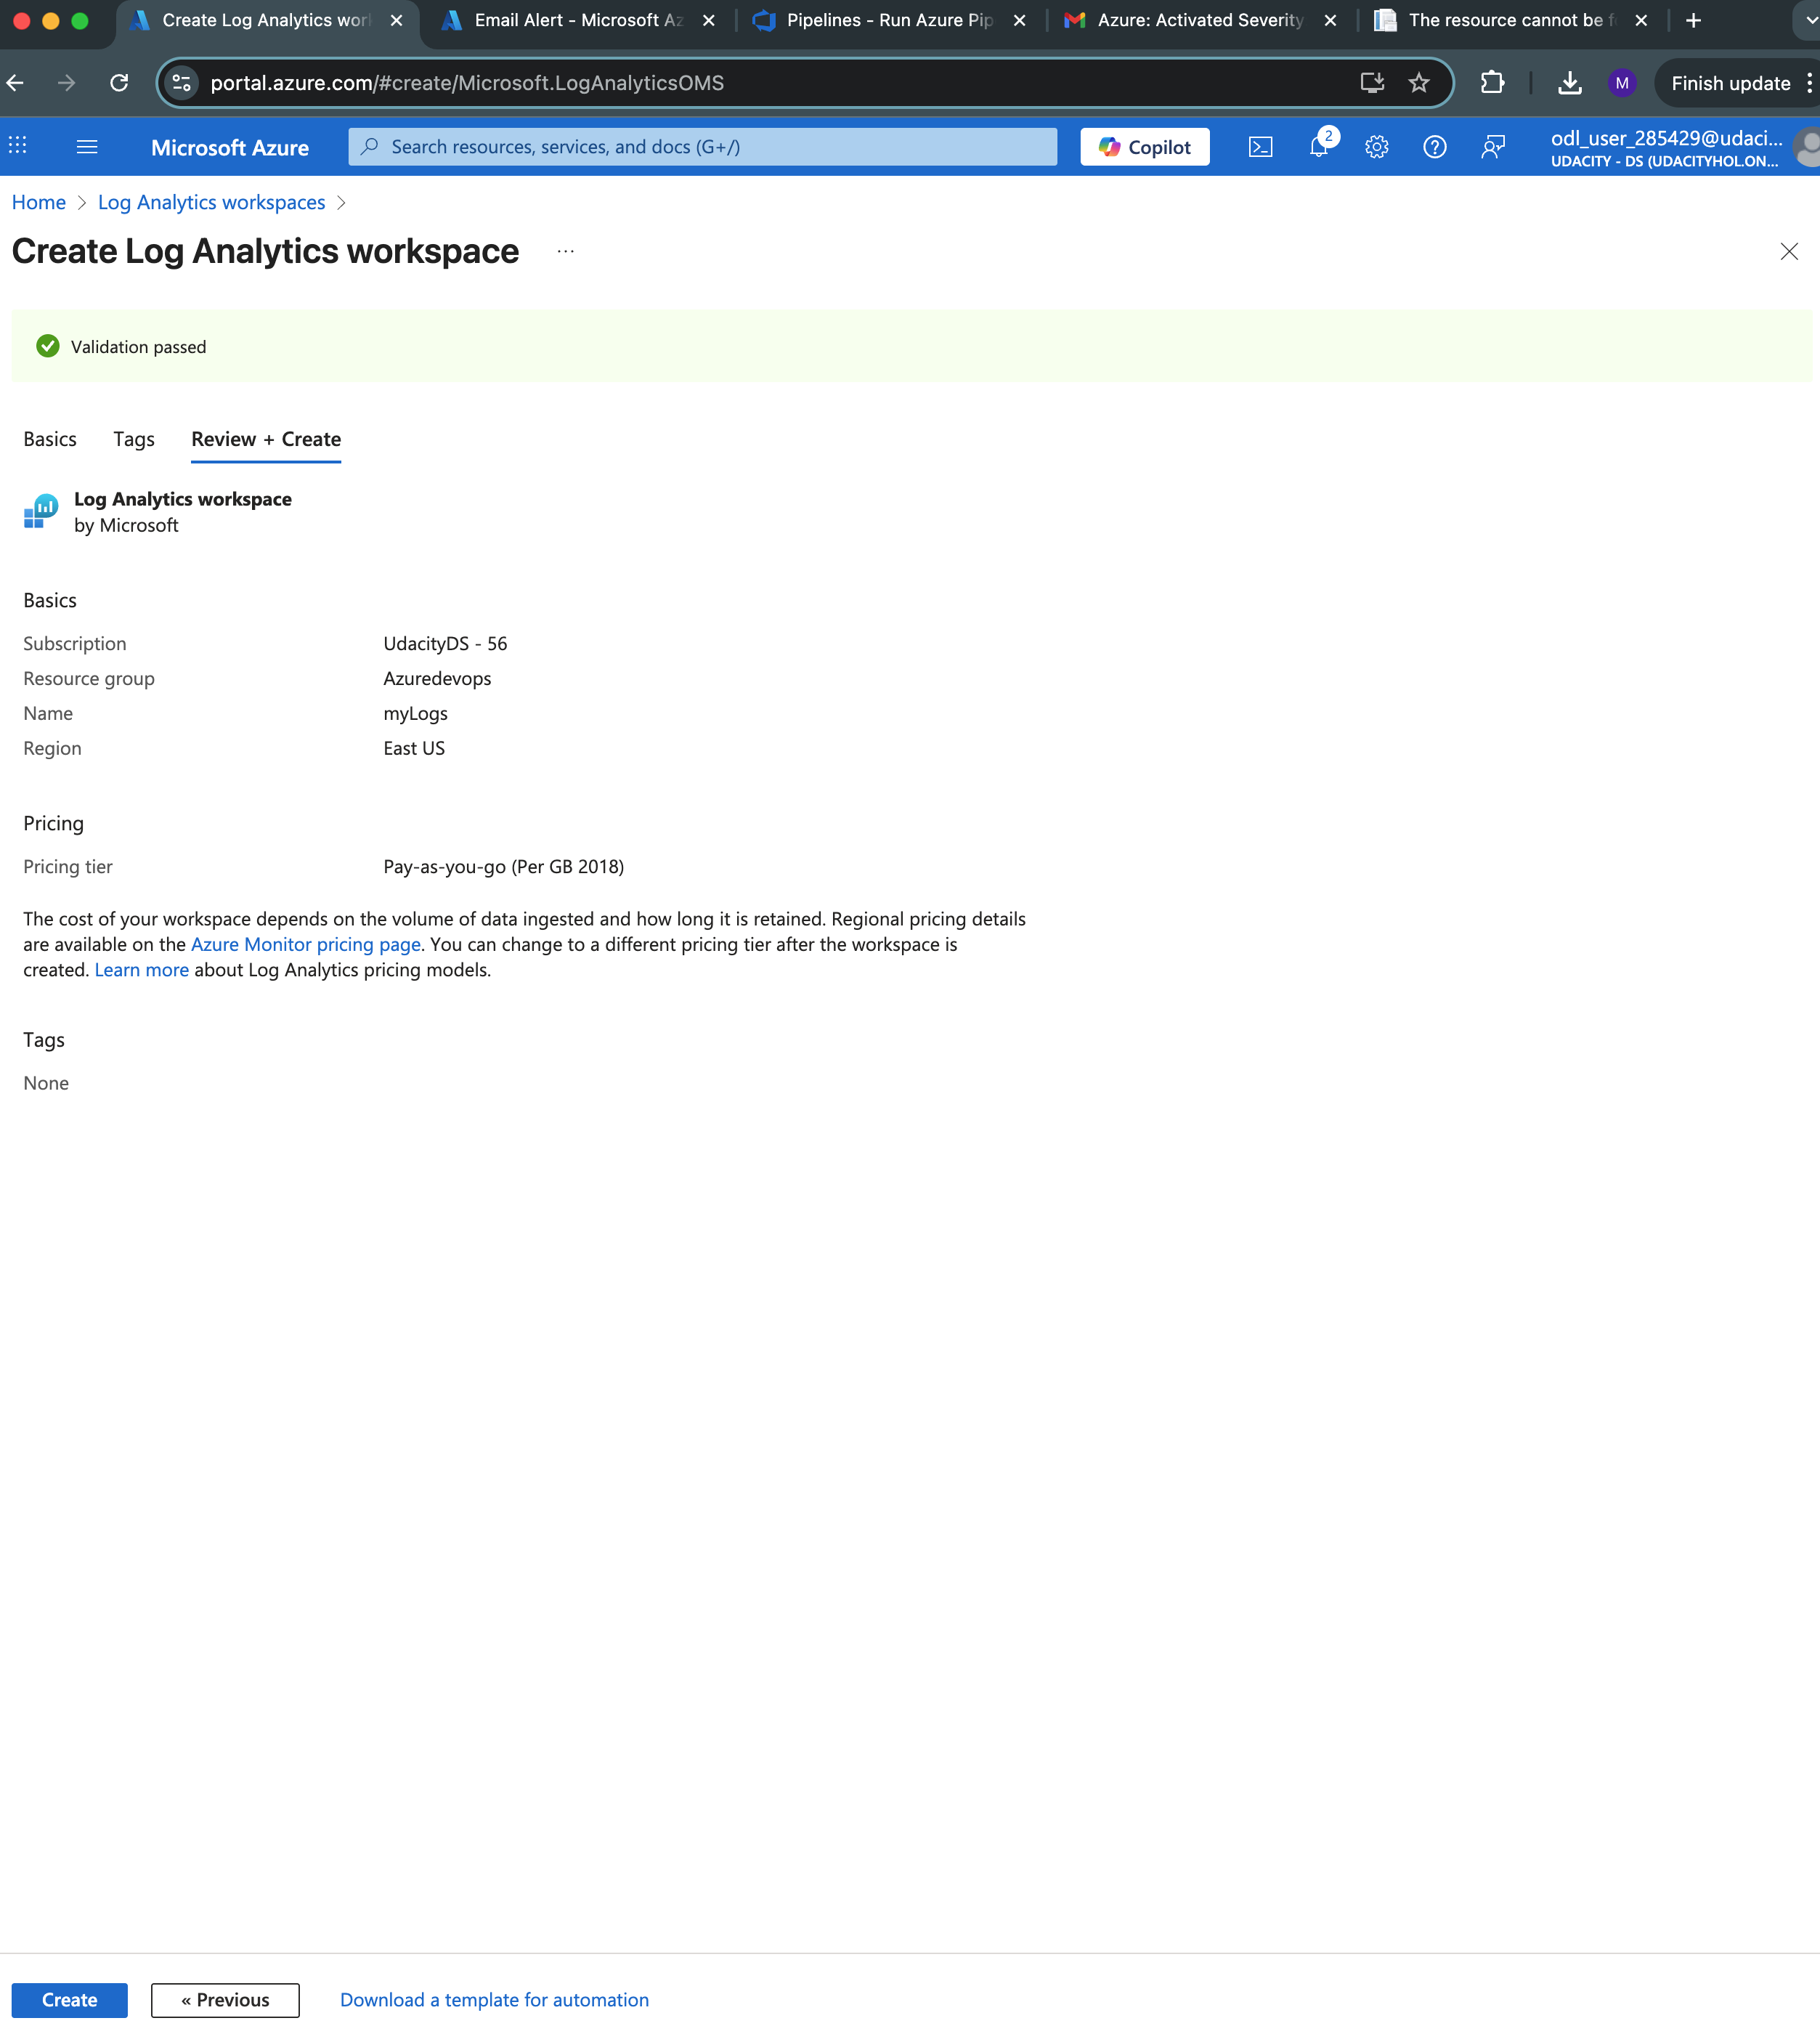 Create Log Analytics wor
Email Alert - Microsoft Az
Pipelines - Run Azure Pip
Azure: Activated Severity
The resource cannot be f
portal.azure.com/#create/Microsoft.LogAnalyticsOMS
M
Finish update
Microsoft Azure
Search resources, services, and docs (G+/)
Copilot
2
odl_user_285429@udaci...
UDACITY - DS (UDACITYHOL.ON...
Home > Log Analytics workspaces >
Create Log Analytics workspace ...
Validation passed
Basics Tags Review + Create
Log Analytics workspace
by Microsoft
Basics
Subscription UdacityDS - 56
Resource group Azuredevops
Name myLogs
Region East US
Pricing
Pricing tier Pay-as-you-go (Per GB 2018)
The cost of your workspace depends on the volume of data ingested and how long it is retained. Regional pricing details
are available on the Azure Monitor pricing page. You can change to a different pricing tier after the workspace is
created. Learn more about Log Analytics pricing models.
Tags
None
Create
« Previous
Download a template for automation